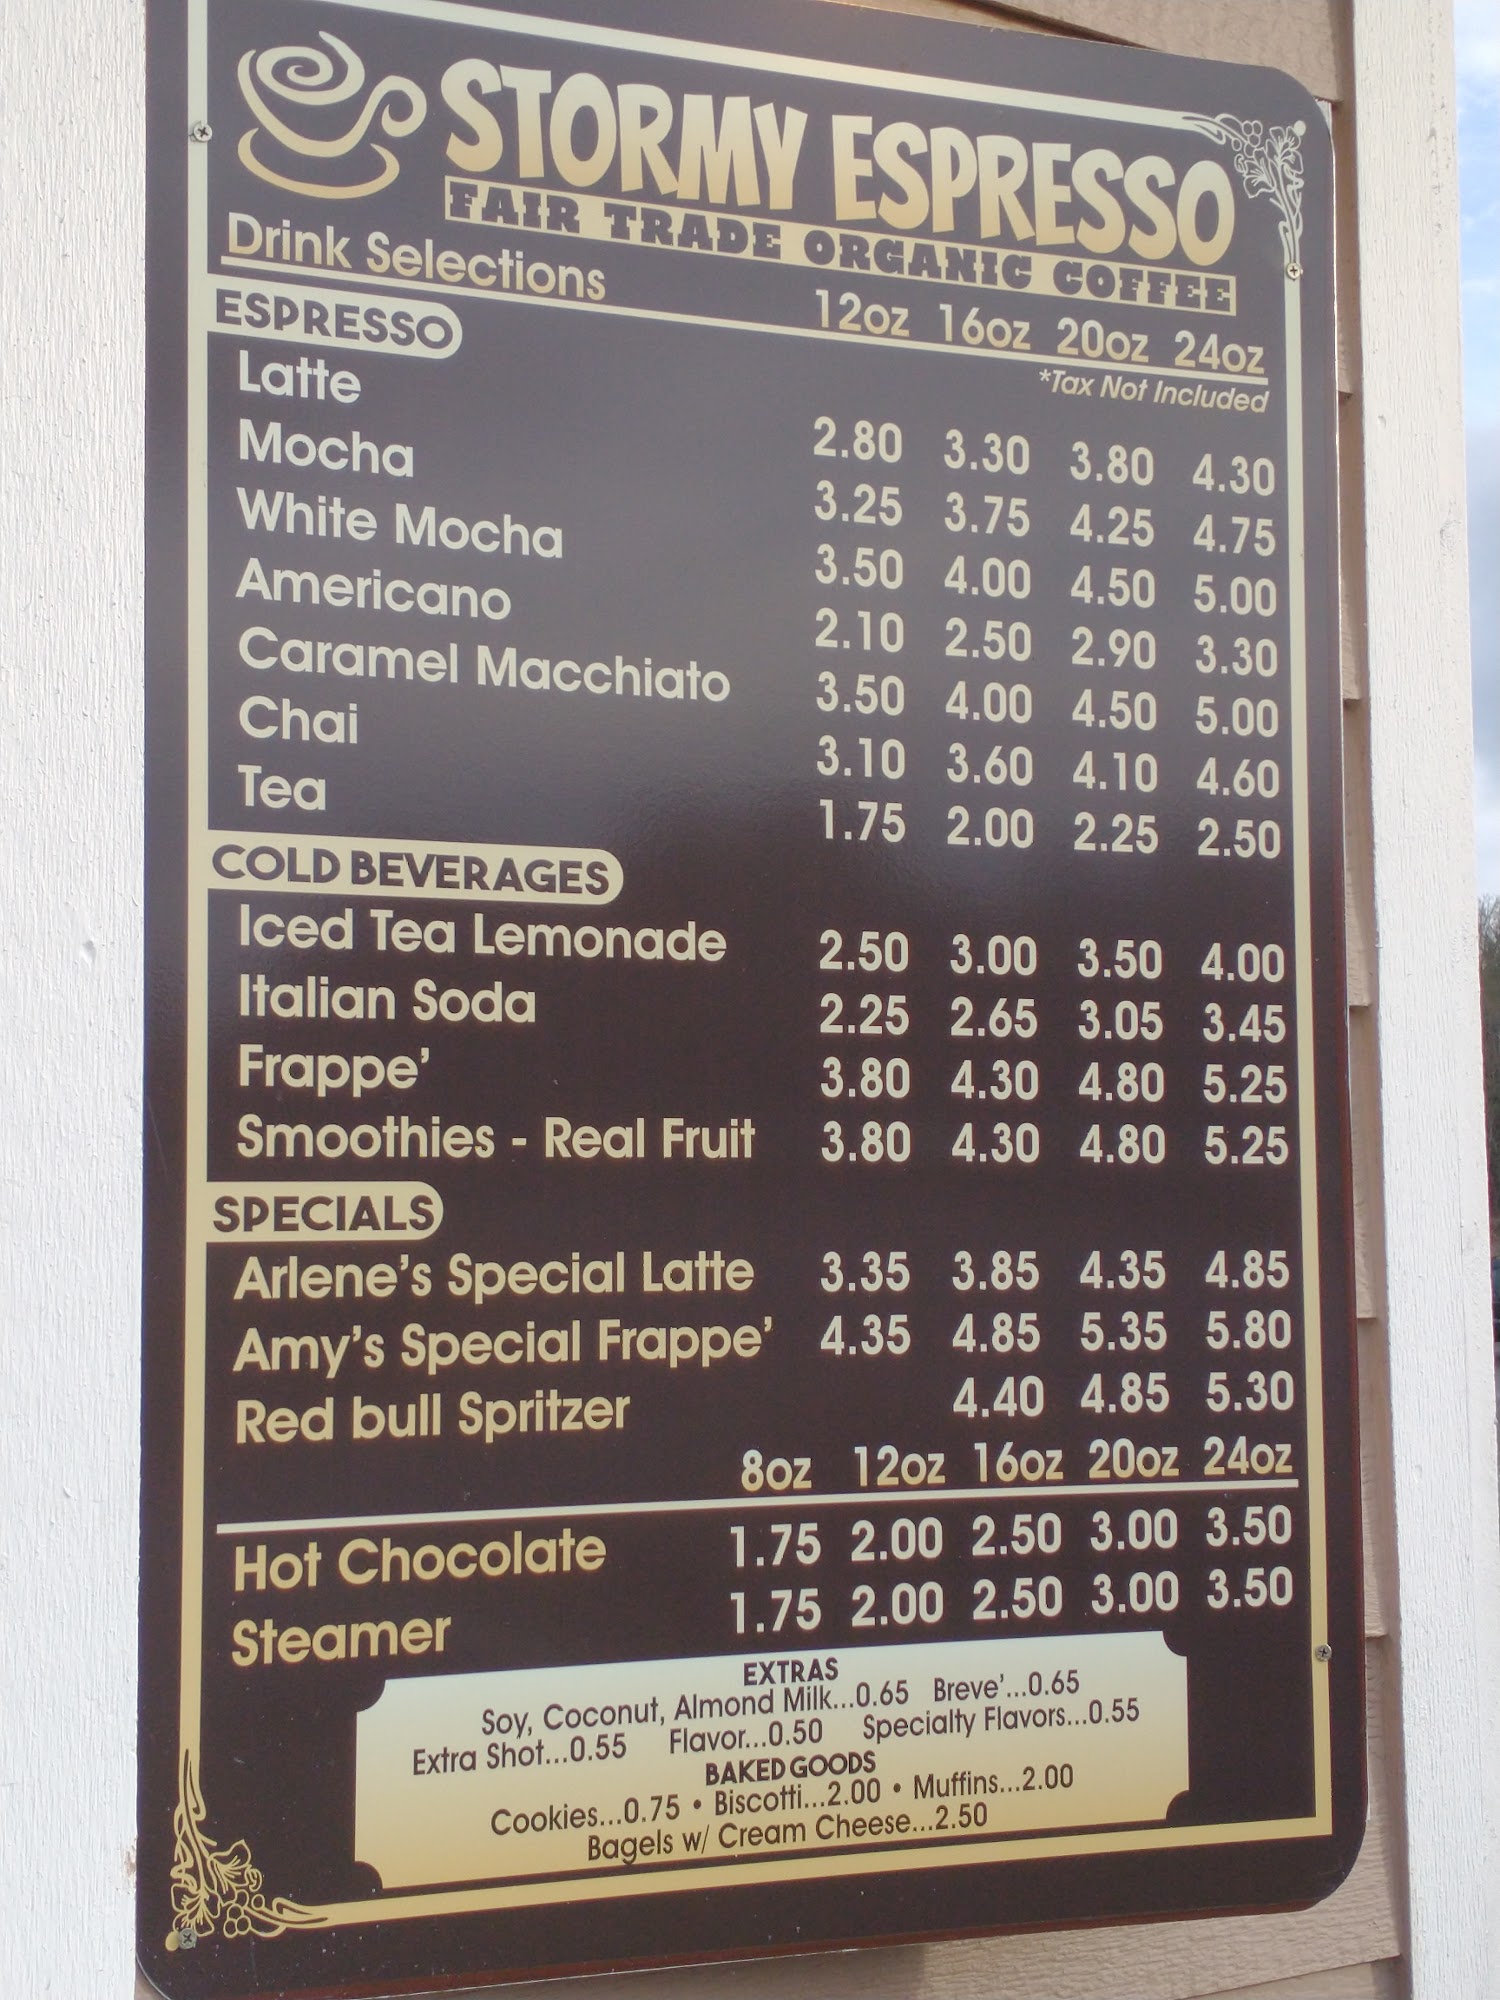 STORMY ESPRESSO
FAIR TRADE ORGANIC COFFEE
Drink Selections 12oz 16oz 20oz 24oz
*Tax Not Included
ESPRESSO
Latte 2.80 3.30 3.80 4.30
Mocha 3.25 3.75 4.25 4.75
White Mocha 3.50 4.00 4.50 5.00
Americano 2.10 2.50 2.90 3.30
Caramel Macchiato 3.50 4.00 4.50 5.00
Chai 3.10 3.60 4.10 4.60
Tea 1.75 2.00 2.25 2.50
COLD BEVERAGES
Iced Tea Lemonade 2.50 3.00 3.50 4.00
Italian Soda 2.25 2.65 3.05 3.45
Frappe’ 3.80 4.30 4.80 5.25
Smoothies - Real Fruit 3.80 4.30 4.80 5.25
SPECIALS
Arlene’s Special Latte 3.35 3.85 4.35 4.85
Amy’s Special Frappe’ 4.35 4.85 5.35 5.80
Red bull Spritzer 4.40 4.85 5.30
8oz 12oz 16oz 20oz 24oz
Hot Chocolate 1.75 2.00 2.50 3.00 3.50
Steamer 1.75 2.00 2.50 3.00 3.50
EXTRAS
Soy, Coconut, Almond Milk...0.65 Breve’...0.65
Extra Shot...0.55 Flavor...0.50 Specialty Flavors...0.55
BAKED GOODS
Cookies...0.75 • Biscotti...2.00 • Muffins...2.00
Bagels w/ Cream Cheese...2.50